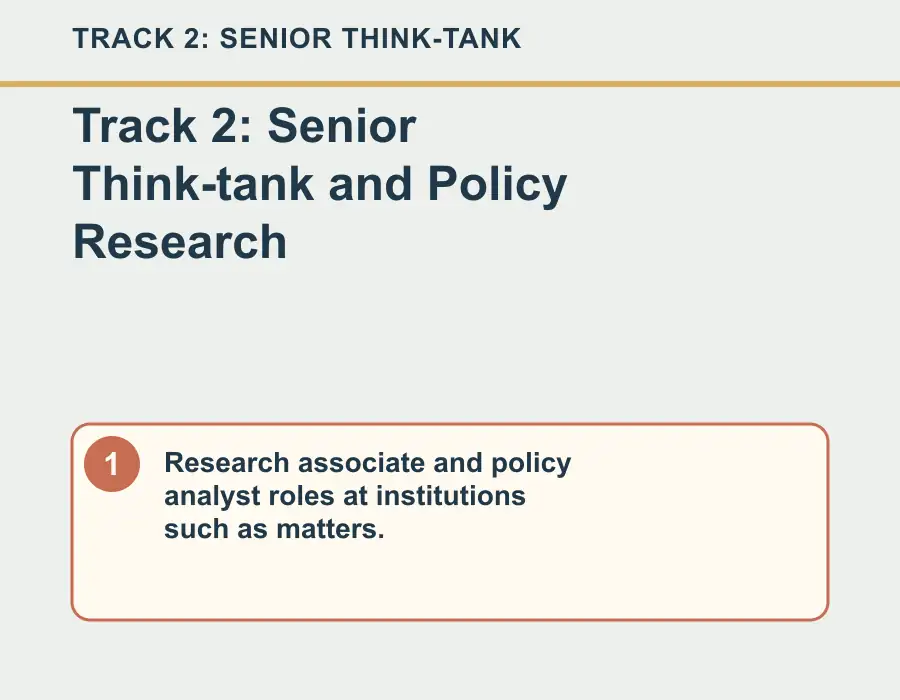 TRACK 2: SENIOR THINK-TANK
Track 2: Senior
Think-tank and Policy
Research
1
Research associate and policy
analyst roles at institutions
such as matters.